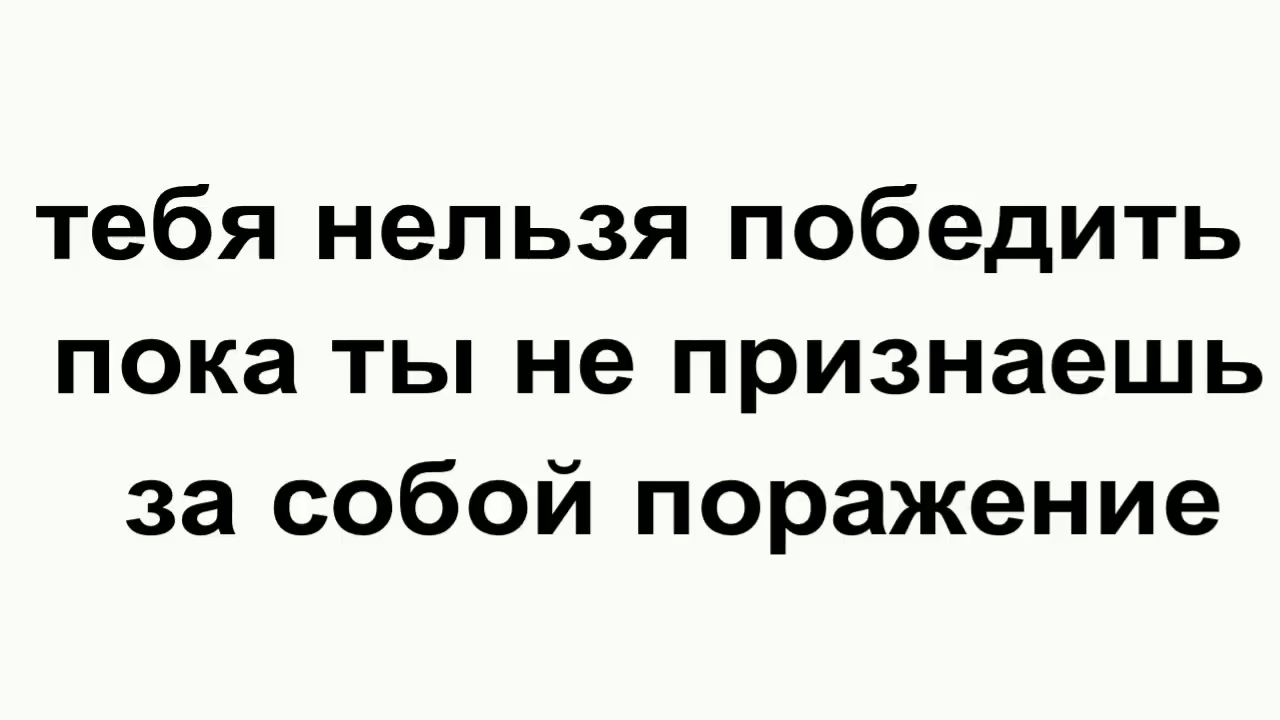 тебя нельзя победить
пока ты не признаешь
за собой поражение